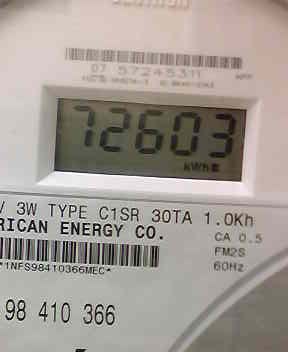 07 57245311
72603
kWh
V 3W TYPE C1SR 30TA 1.0Kh
RICAN ENERGY CO.
CA 0.5
FM2S
60Hz
*1NFS98410366MEC*
98 410 366